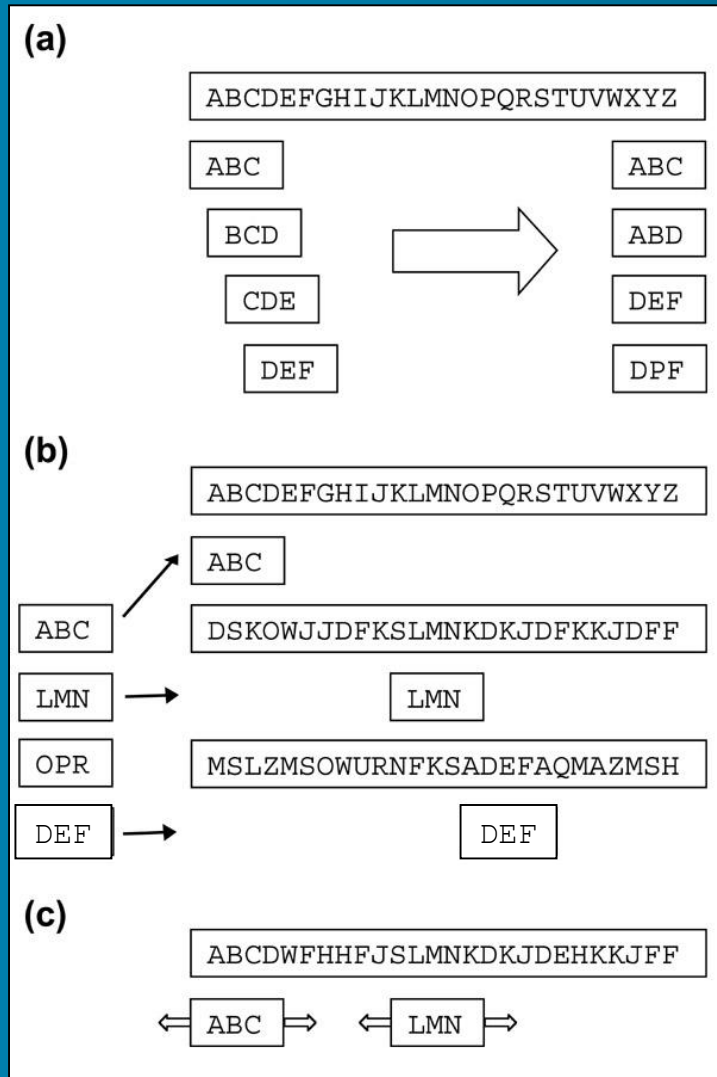 (a)
ABCDEFGHIJKLMNOPQRSTUVWXYZ
ABC ABC
BCD ABD
CDE DEF
DEF DPF
(b)
ABCDEFGHIJKLMNOPQRSTUVWXYZ
ABC
ABC DSKOWJJDFKSLMNKDKJDFKKJDFF
LMN LMN
OPR MSLZMSOWURNFKSADEFAQMAZMSH
DEF DEF
(c)
ABCDWFHHFJSLMNKDKJDEHKKJFF
ABC LMN